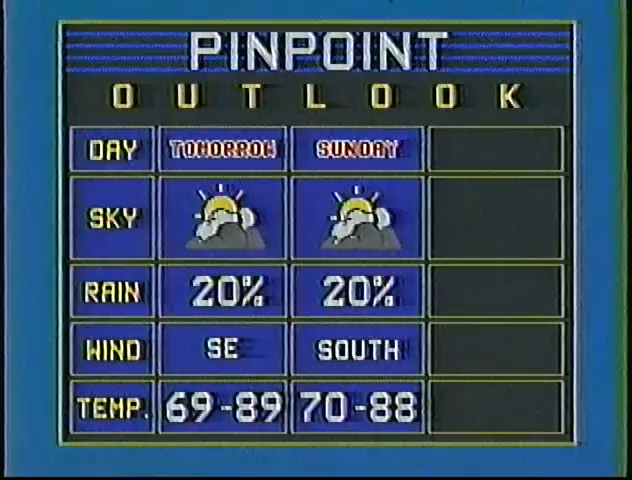 PINPOINT
OUTLOOK
DAY TOMORROW SUNDAY
SKY
RAIN 20% 20%
WIND SE SOUTH
TEMP. 69-89 70-88